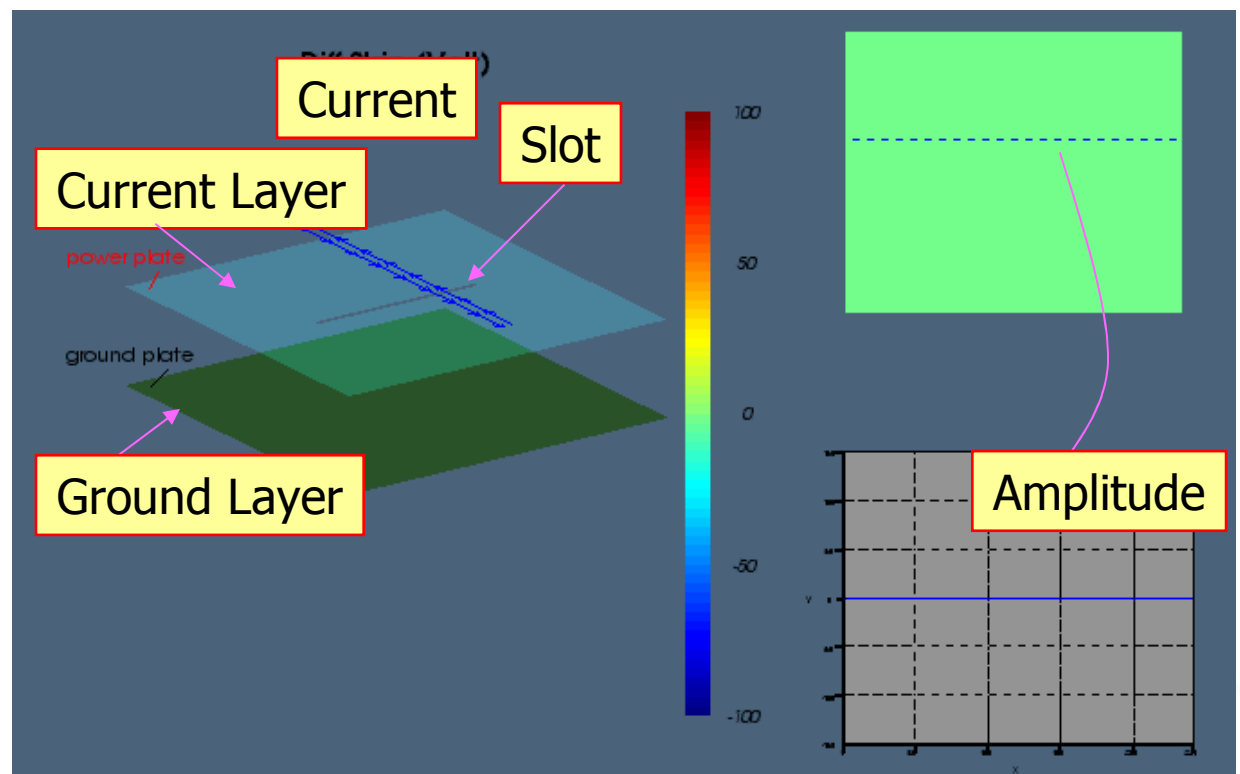 Current
Slot
Current Layer
power plate
ground plate
Ground Layer
100
50
0
-50
-100
Amplitude
Y
X